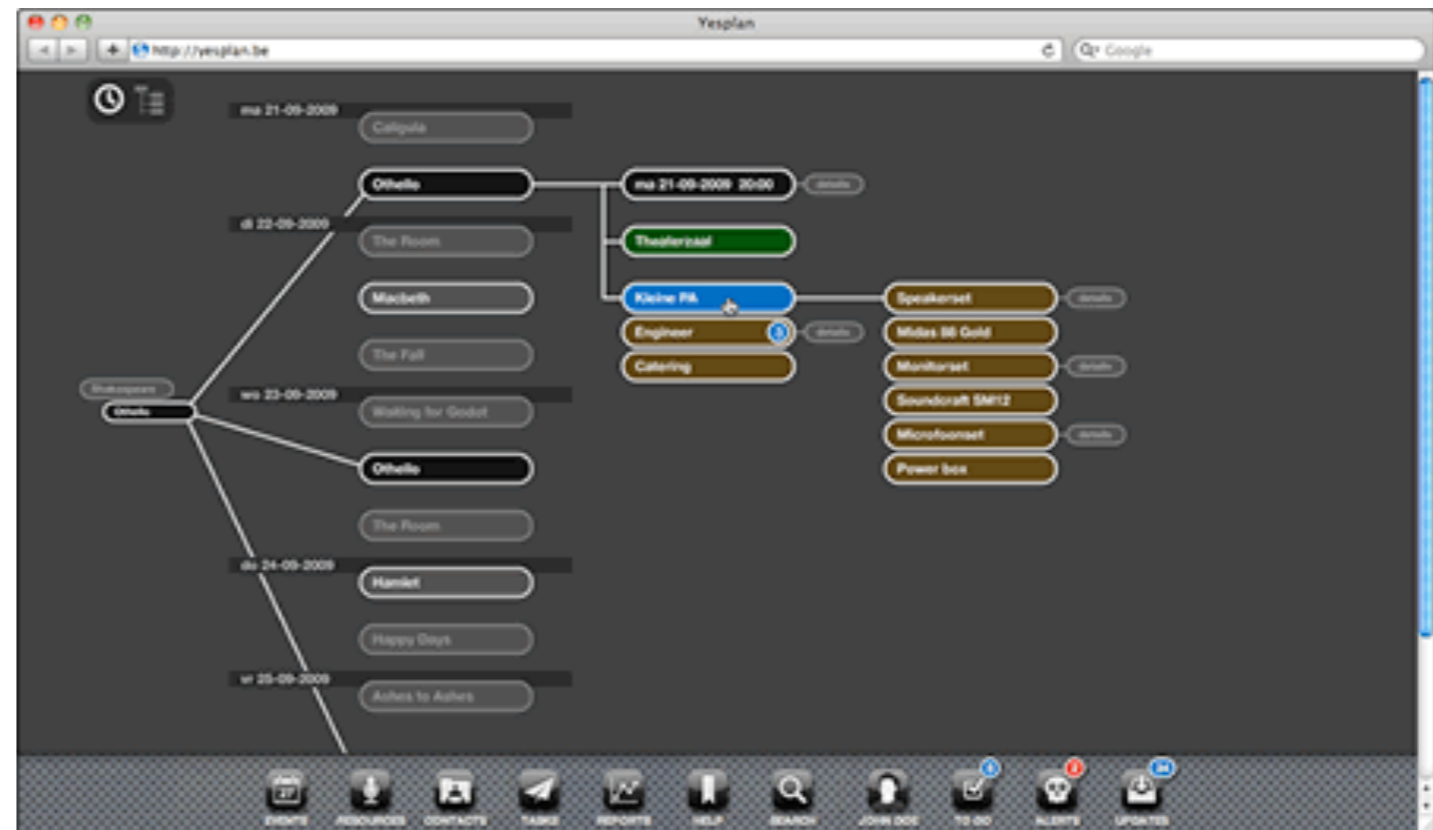 Yesplan
http://yesplan.be
Google
ma 21-09-2009
Caligula
Othello
ma 21-09-2009 20:00
details
di 22-09-2009
The Room
Theaterzaal
Macbeth
Kleine PA
Speakerset
details
Engineer
3
details
Midas 88 Gold
The Fall
Catering
Monitorset
details
Shakespeare
wo 23-09-2009
Soundcraft SM12
Othello
Waiting for Godot
Microfoonset
details
Othello
Power box
The Room
do 24-09-2009
Hamlet
Happy Days
vr 25-09-2009
Ashes to Ashes
27
EVENTS
RESOURCES
CONTACTS
TASKS
REPORTS
HELP
SEARCH
JOHN DOE
TO DO
ALERTS
2
UPDATES